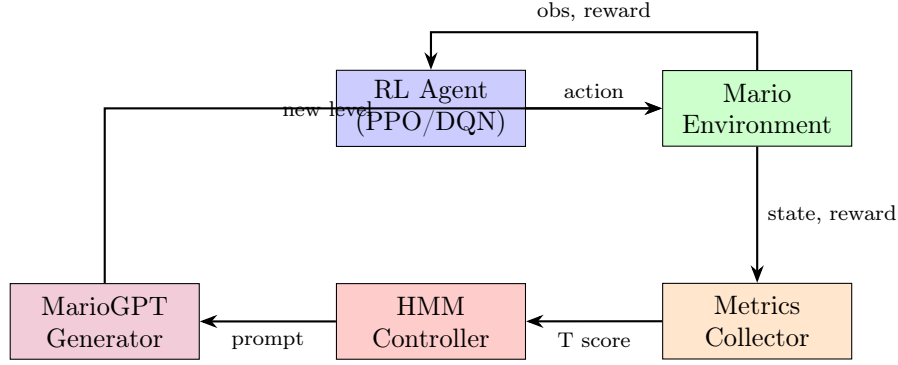 obs, reward
RL Agent
(PPO/DQN)
new level
action
Mario
Environment
state, reward
MarioGPT
Generator
prompt
HMM
Controller
T score
Metrics
Collector